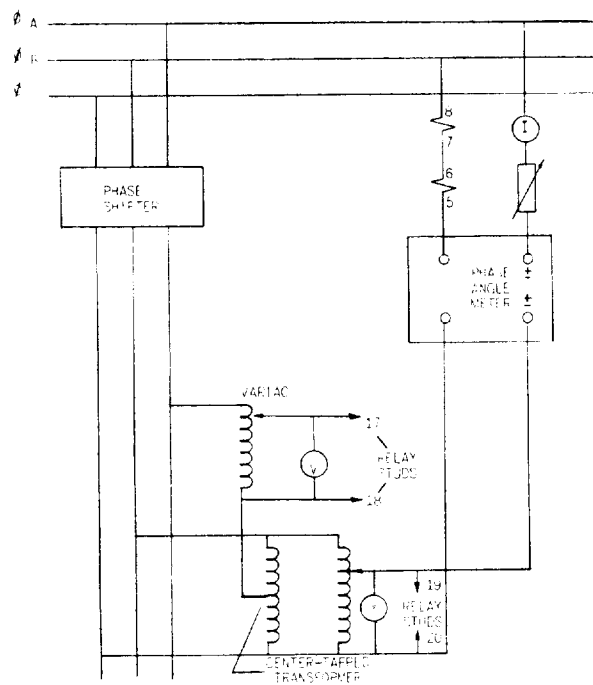 ø A
ø B
ø
8
7
6
5
I
PHASE
SHIFTER
PHASE ±
ANGLE
METER ±
VARIAC
17
V
RELAY
STUDS
18
19
V
RELAY
STUDS
20
CENTER-TAPPED
TRANSFORMER